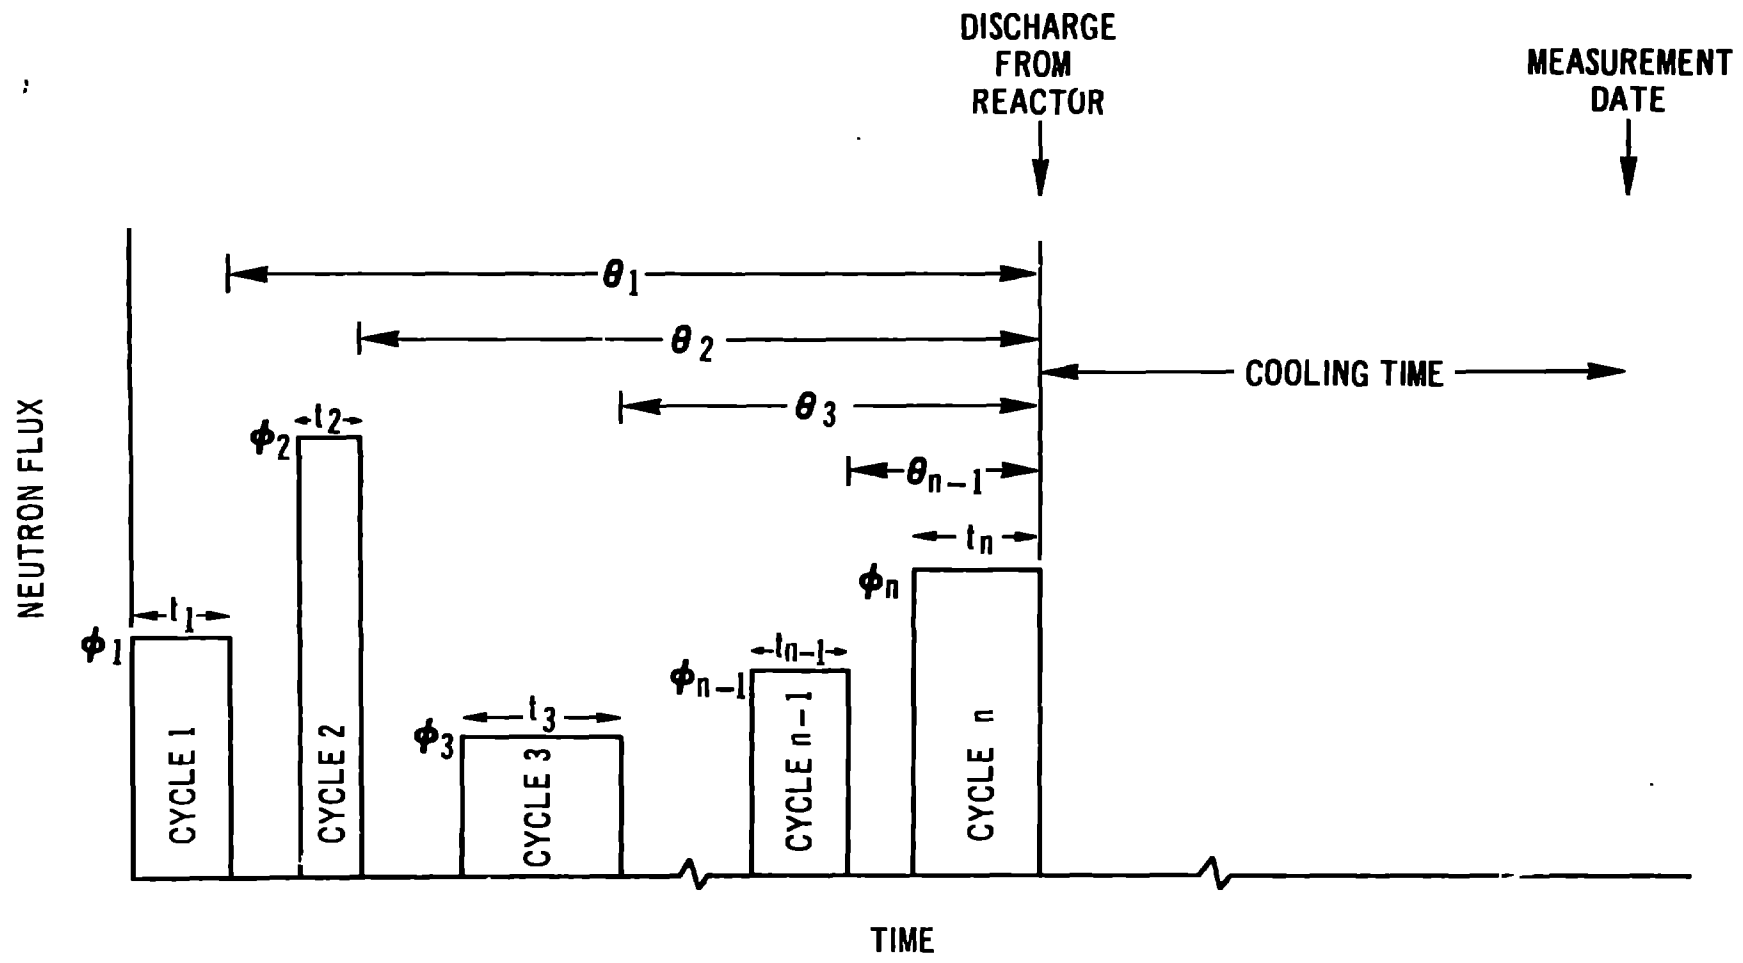 DISCHARGE
FROM
REACTOR
MEASUREMENT
DATE
θ1
θ2
COOLING TIME
θ3
t2
ϕ2
θn-1
NEUTRON FLUX
tn
ϕn
t1
ϕ1
tn-1
ϕn-1
t3
ϕ3
CYCLE 1
CYCLE 2
CYCLE 3
CYCLE n-1
CYCLE n
TIME